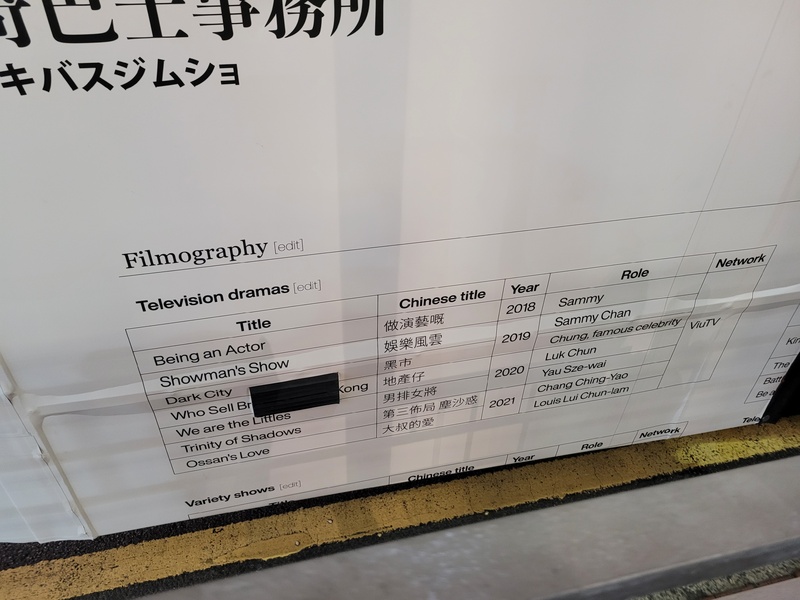 巴士事務所
キバスジムショ
Filmography [edit]
Television dramas [edit]
Title Chinese title Year Role Network
Being an Actor 做演藝嘅 2018 Sammy
Showman's Show 娛樂風雲 2019 Sammy Chan
Dark City 黑市 Chung, famous celebrity ViuTV
Who Sell Kong 地產仔 2020 Luk Chun
We are the Littles 男排女將 Yau Sze-wai
Trinity of Shadows 第三佈局 塵沙惑 2021 Chang Ching-Yao
Ossan's Love 大叔的愛 Louis Lui Chun-lam
Variety shows [edit]
Title Chinese title Year Role Network
The